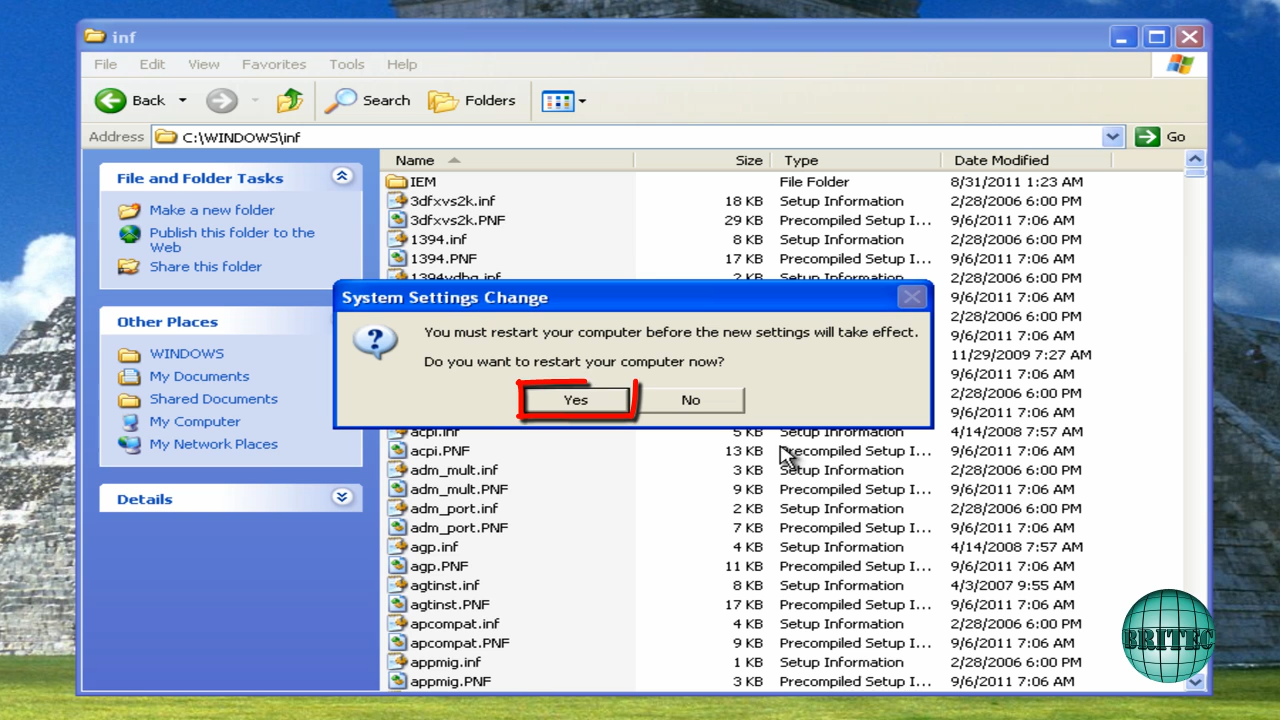 inf
File Edit View Favorites Tools Help
Back Search Folders
Address C:\WINDOWS\inf Go
File and Folder Tasks
Make a new folder
Publish this folder to the
Web
Share this folder
Other Places
WINDOWS
My Documents
Shared Documents
My Computer
My Network Places
Details
Name Size Type Date Modified
IEM File Folder 8/31/2011 1:23 AM
3dfxvs2k.inf 18 KB Setup Information 2/28/2006 6:00 PM
3dfxvs2k.PNF 29 KB Precompiled Setup I... 9/6/2011 7:06 AM
1394.inf 8 KB Setup Information 2/28/2006 6:00 PM
1394.PNF 17 KB Precompiled Setup I... 9/6/2011 7:06 AM
1394vdbg.inf 2 KB Setup Information 2/28/2006 6:00 PM
9/6/2011 7:06 AM
2/28/2006 6:00 PM
9/6/2011 7:06 AM
11/29/2009 7:27 AM
9/6/2011 7:06 AM
2/28/2006 6:00 PM
9/6/2011 7:06 AM
System Settings Change
You must restart your computer before the new settings will take effect.
Do you want to restart your computer now?
Yes No
acpi.inf 5 KB Setup Information 4/14/2008 7:57 AM
acpi.PNF 13 KB Precompiled Setup I... 9/6/2011 7:06 AM
adm_mult.inf 3 KB Setup Information 2/28/2006 6:00 PM
adm_mult.PNF 9 KB Precompiled Setup I... 9/6/2011 7:06 AM
adm_port.inf 2 KB Setup Information 2/28/2006 6:00 PM
adm_port.PNF 7 KB Precompiled Setup I... 9/6/2011 7:06 AM
agp.inf 4 KB Setup Information 4/14/2008 7:57 AM
agp.PNF 11 KB Precompiled Setup I... 9/6/2011 7:06 AM
agtinst.inf 8 KB Setup Information 4/3/2007 9:55 AM
agtinst.PNF 17 KB Precompiled Setup I... 9/6/2011 7:06 AM
apcompat.inf 4 KB Setup Information 2/28/2006 6:00 PM
apcompat.PNF 9 KB Precompiled Setup I... 9/6/2011 7:06 AM
appmig.inf 1 KB Setup Information 2/28/2006 6:00 PM
appmig.PNF 3 KB Precompiled Setup I... 9/6/2011 7:06 AM
BRITEC